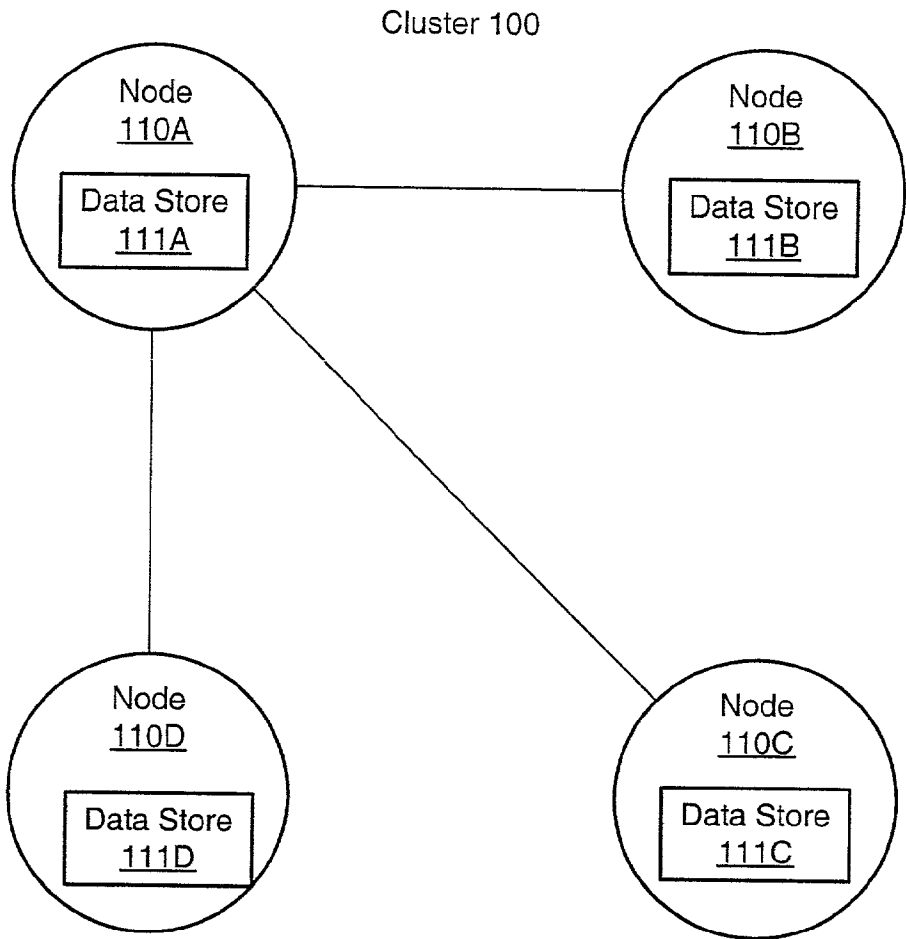 Cluster 100
Node
110A
Data Store
111A
Node
110B
Data Store
111B
Node
110D
Data Store
111D
Node
110C
Data Store
111C